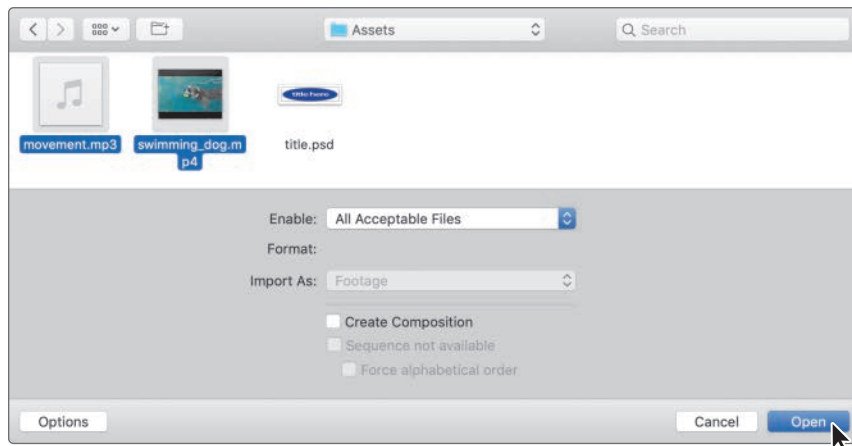 Assets
Search
title here
movement.mp3
swimming_dog.m
p4
title.psd
Enable:
All Acceptable Files
Format:
Import As:
Footage
Create Composition
Sequence not available
Force alphabetical order
Options
Cancel
Open